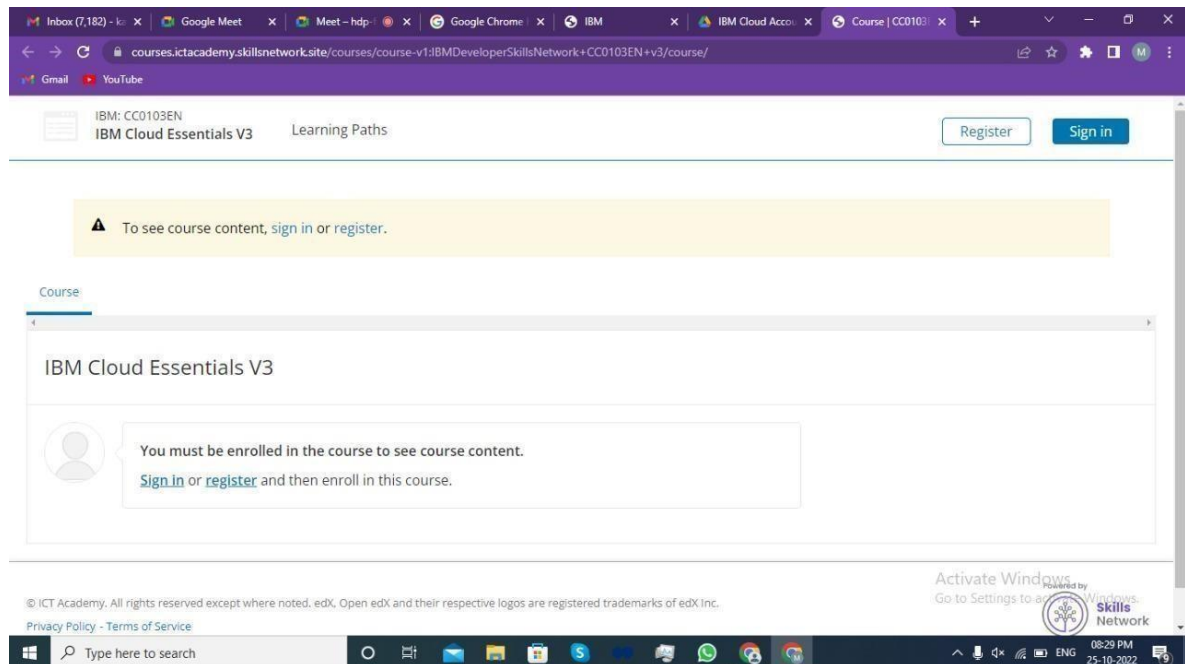 Inbox (7,182) - ka
Google Meet
Meet – hdp-
Google Chrome
IBM
IBM Cloud Accou
Course | CC0103
courses.ictacademy.skillsnetwork.site/courses/course-v1:IBMDeveloperSkillsNetwork+CC0103EN+v3/course/
M
Gmail
YouTube
IBM: CC0103EN
IBM Cloud Essentials V3
Learning Paths
Register
Sign in
To see course content, sign in or register.
Course
IBM Cloud Essentials V3
You must be enrolled in the course to see course content.
Sign in or register and then enroll in this course.
Activate Windows
Powered by
Go to Settings to activate Windows.
Skills
Network
© ICT Academy. All rights reserved except where noted. edX, Open edX and their respective logos are registered trademarks of edX Inc.
Privacy Policy - Terms of Service
Type here to search
ENG
08:29 PM
25-10-2022